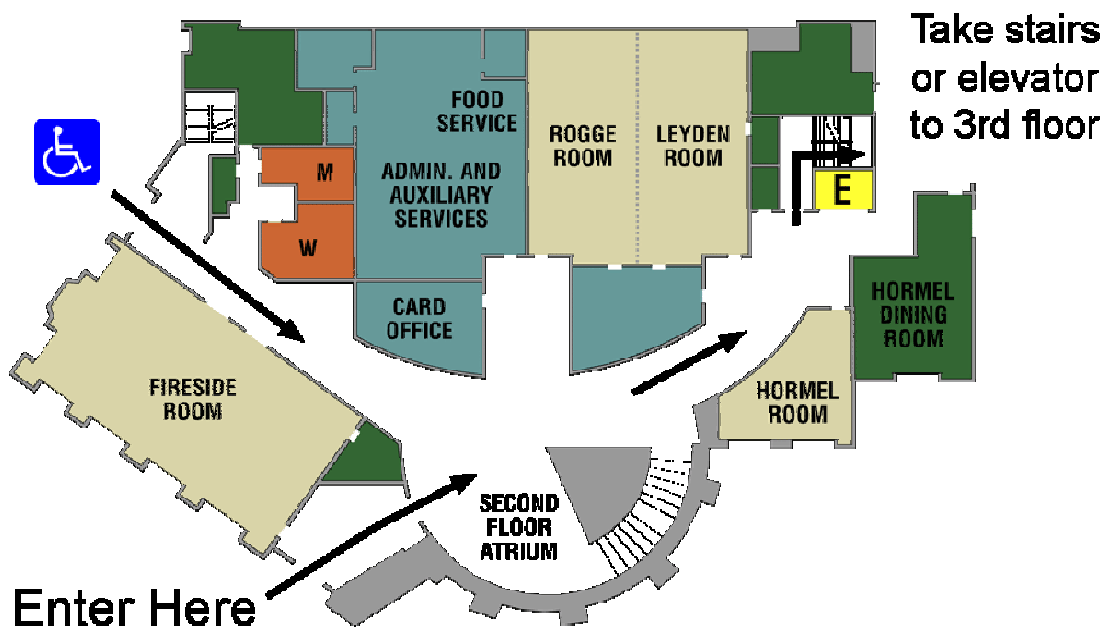 Take stairs
or elevator
to 3rd floor
FOOD
SERVICE
ADMIN. AND
AUXILIARY
SERVICES
ROGGE
ROOM
LEYDEN
ROOM
M
W
E
CARD
OFFICE
HORMEL
DINING
ROOM
FIRESIDE
ROOM
HORMEL
ROOM
SECOND
FLOOR
ATRIUM
Enter Here